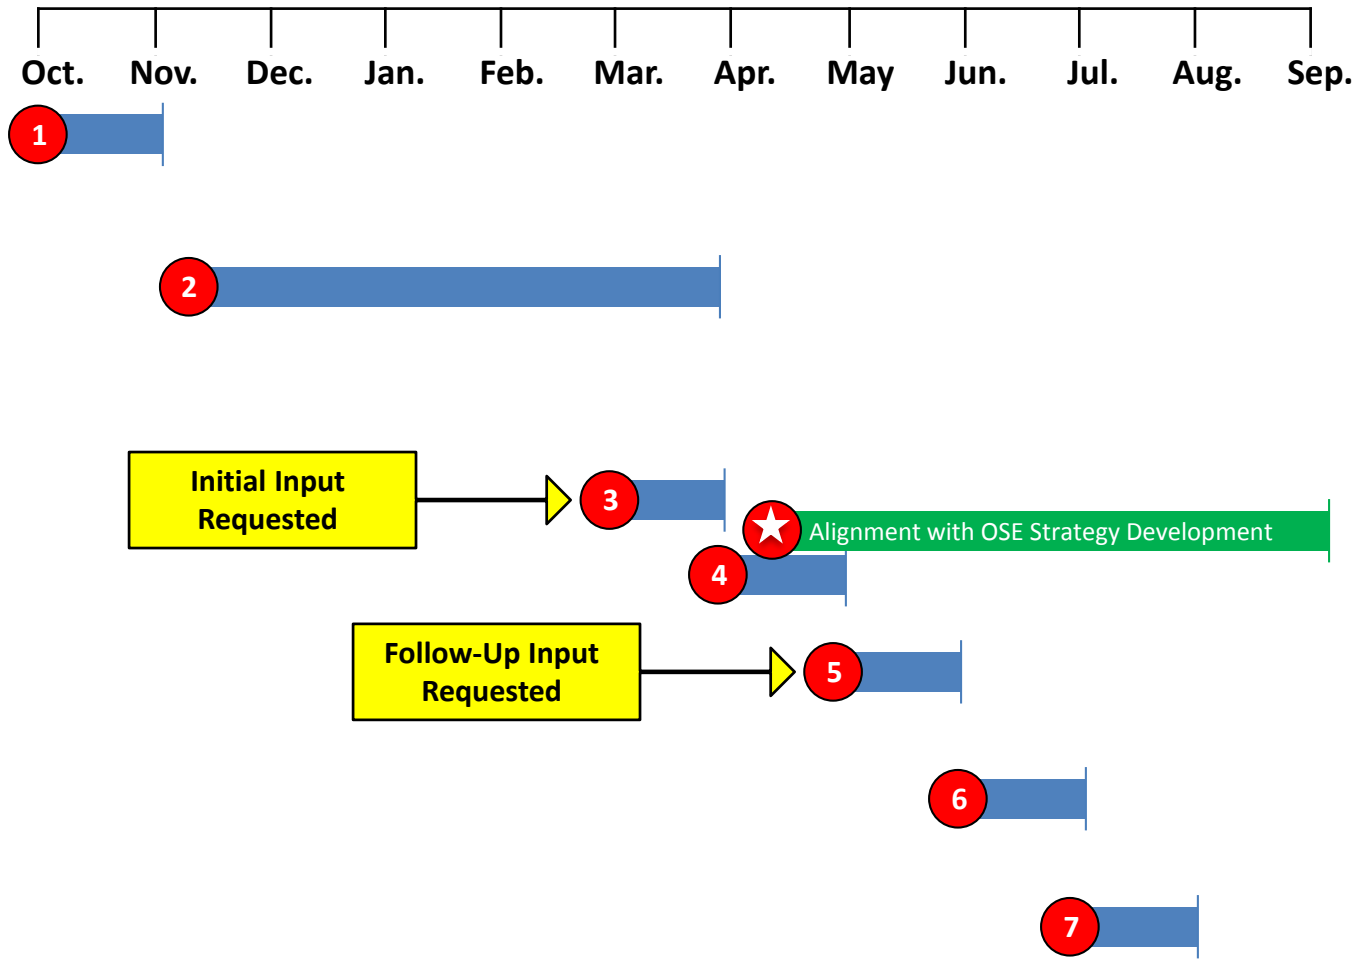 Oct. Nov. Dec. Jan. Feb. Mar. Apr. May Jun. Jul. Aug. Sep.
1
2
Initial Input
Requested
3
Alignment with OSE Strategy Development
4
Follow-Up Input
Requested
5
6
7